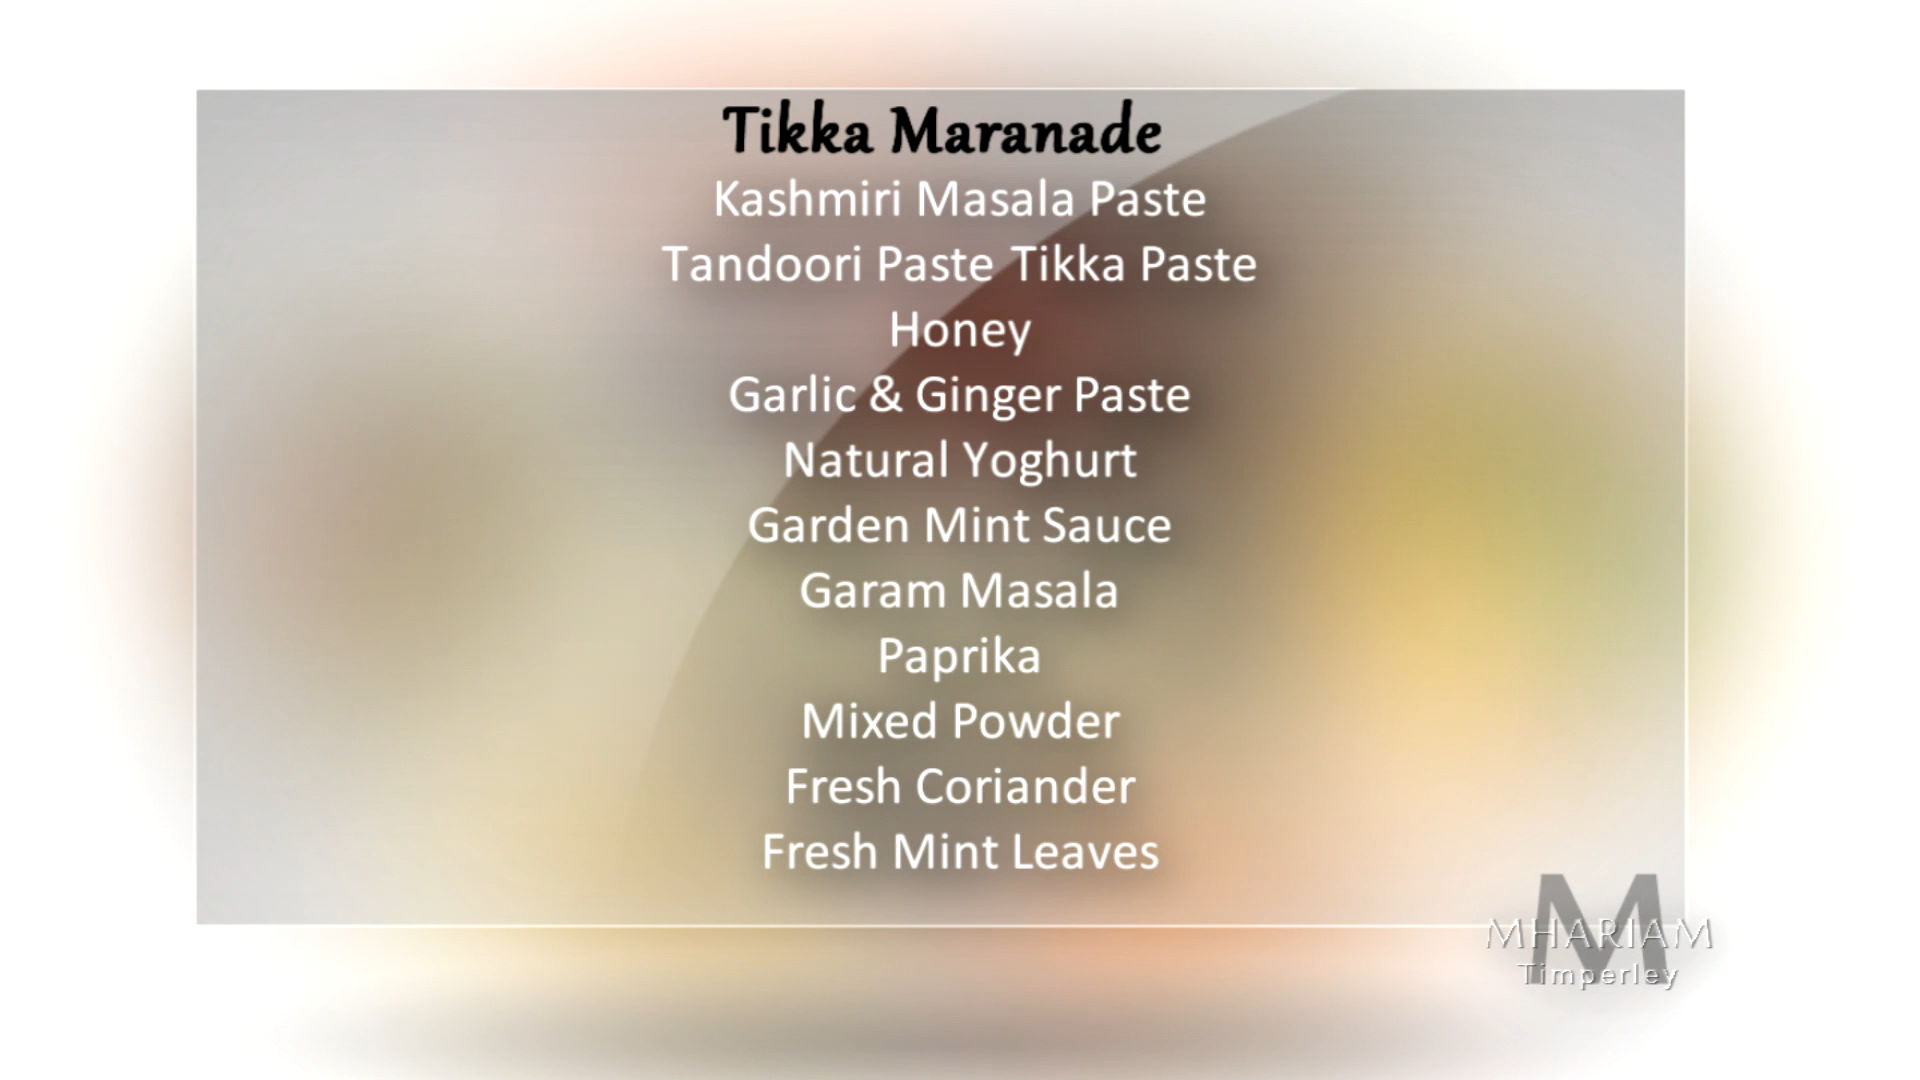 Tikka Maranade
Kashmiri Masala Paste
Tandoori Paste Tikka Paste
Honey
Garlic & Ginger Paste
Natural Yoghurt
Garden Mint Sauce
Garam Masala
Paprika
Mixed Powder
Fresh Coriander
Fresh Mint Leaves
M
MHARIAM
Timperley